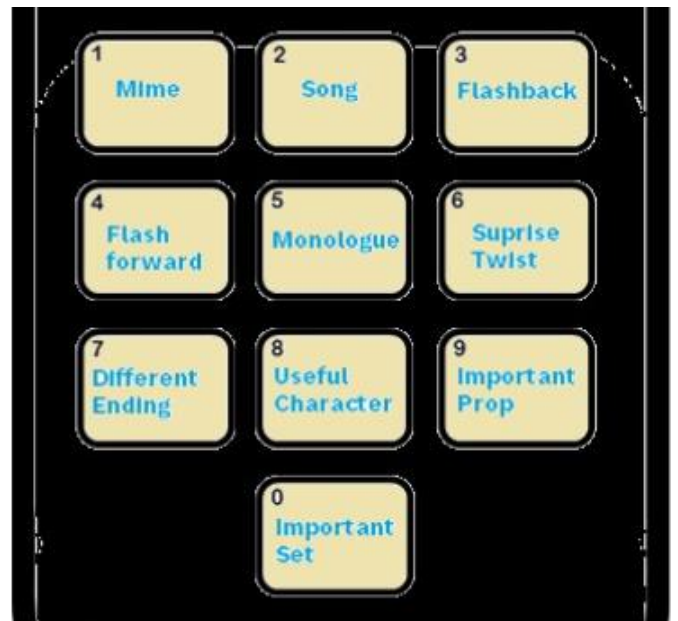 1
Mime
2
Song
3
Flashback
4
Flash
forward
5
Monologue
6
Suprise
Twist
7
Different
Ending
8
Useful
Character
9
Important
Prop
0
Important
Set